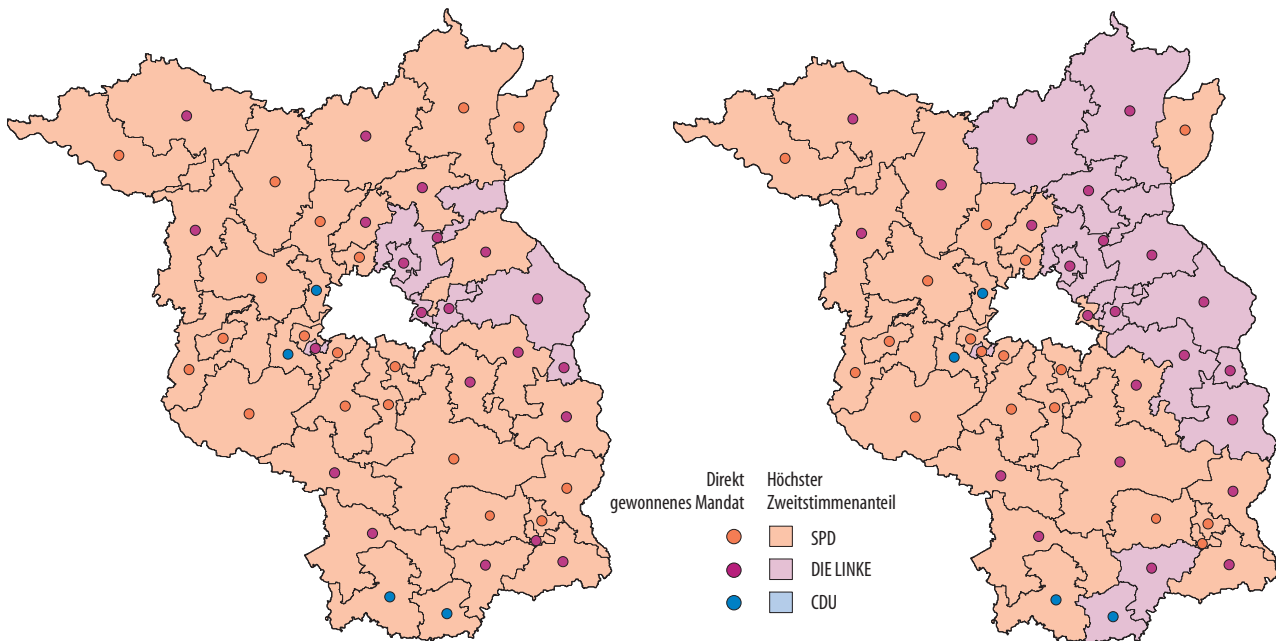 Direkt Höchster
gewonnenes Mandat Zweitstimmenanteil
SPD
DIE LINKE
CDU